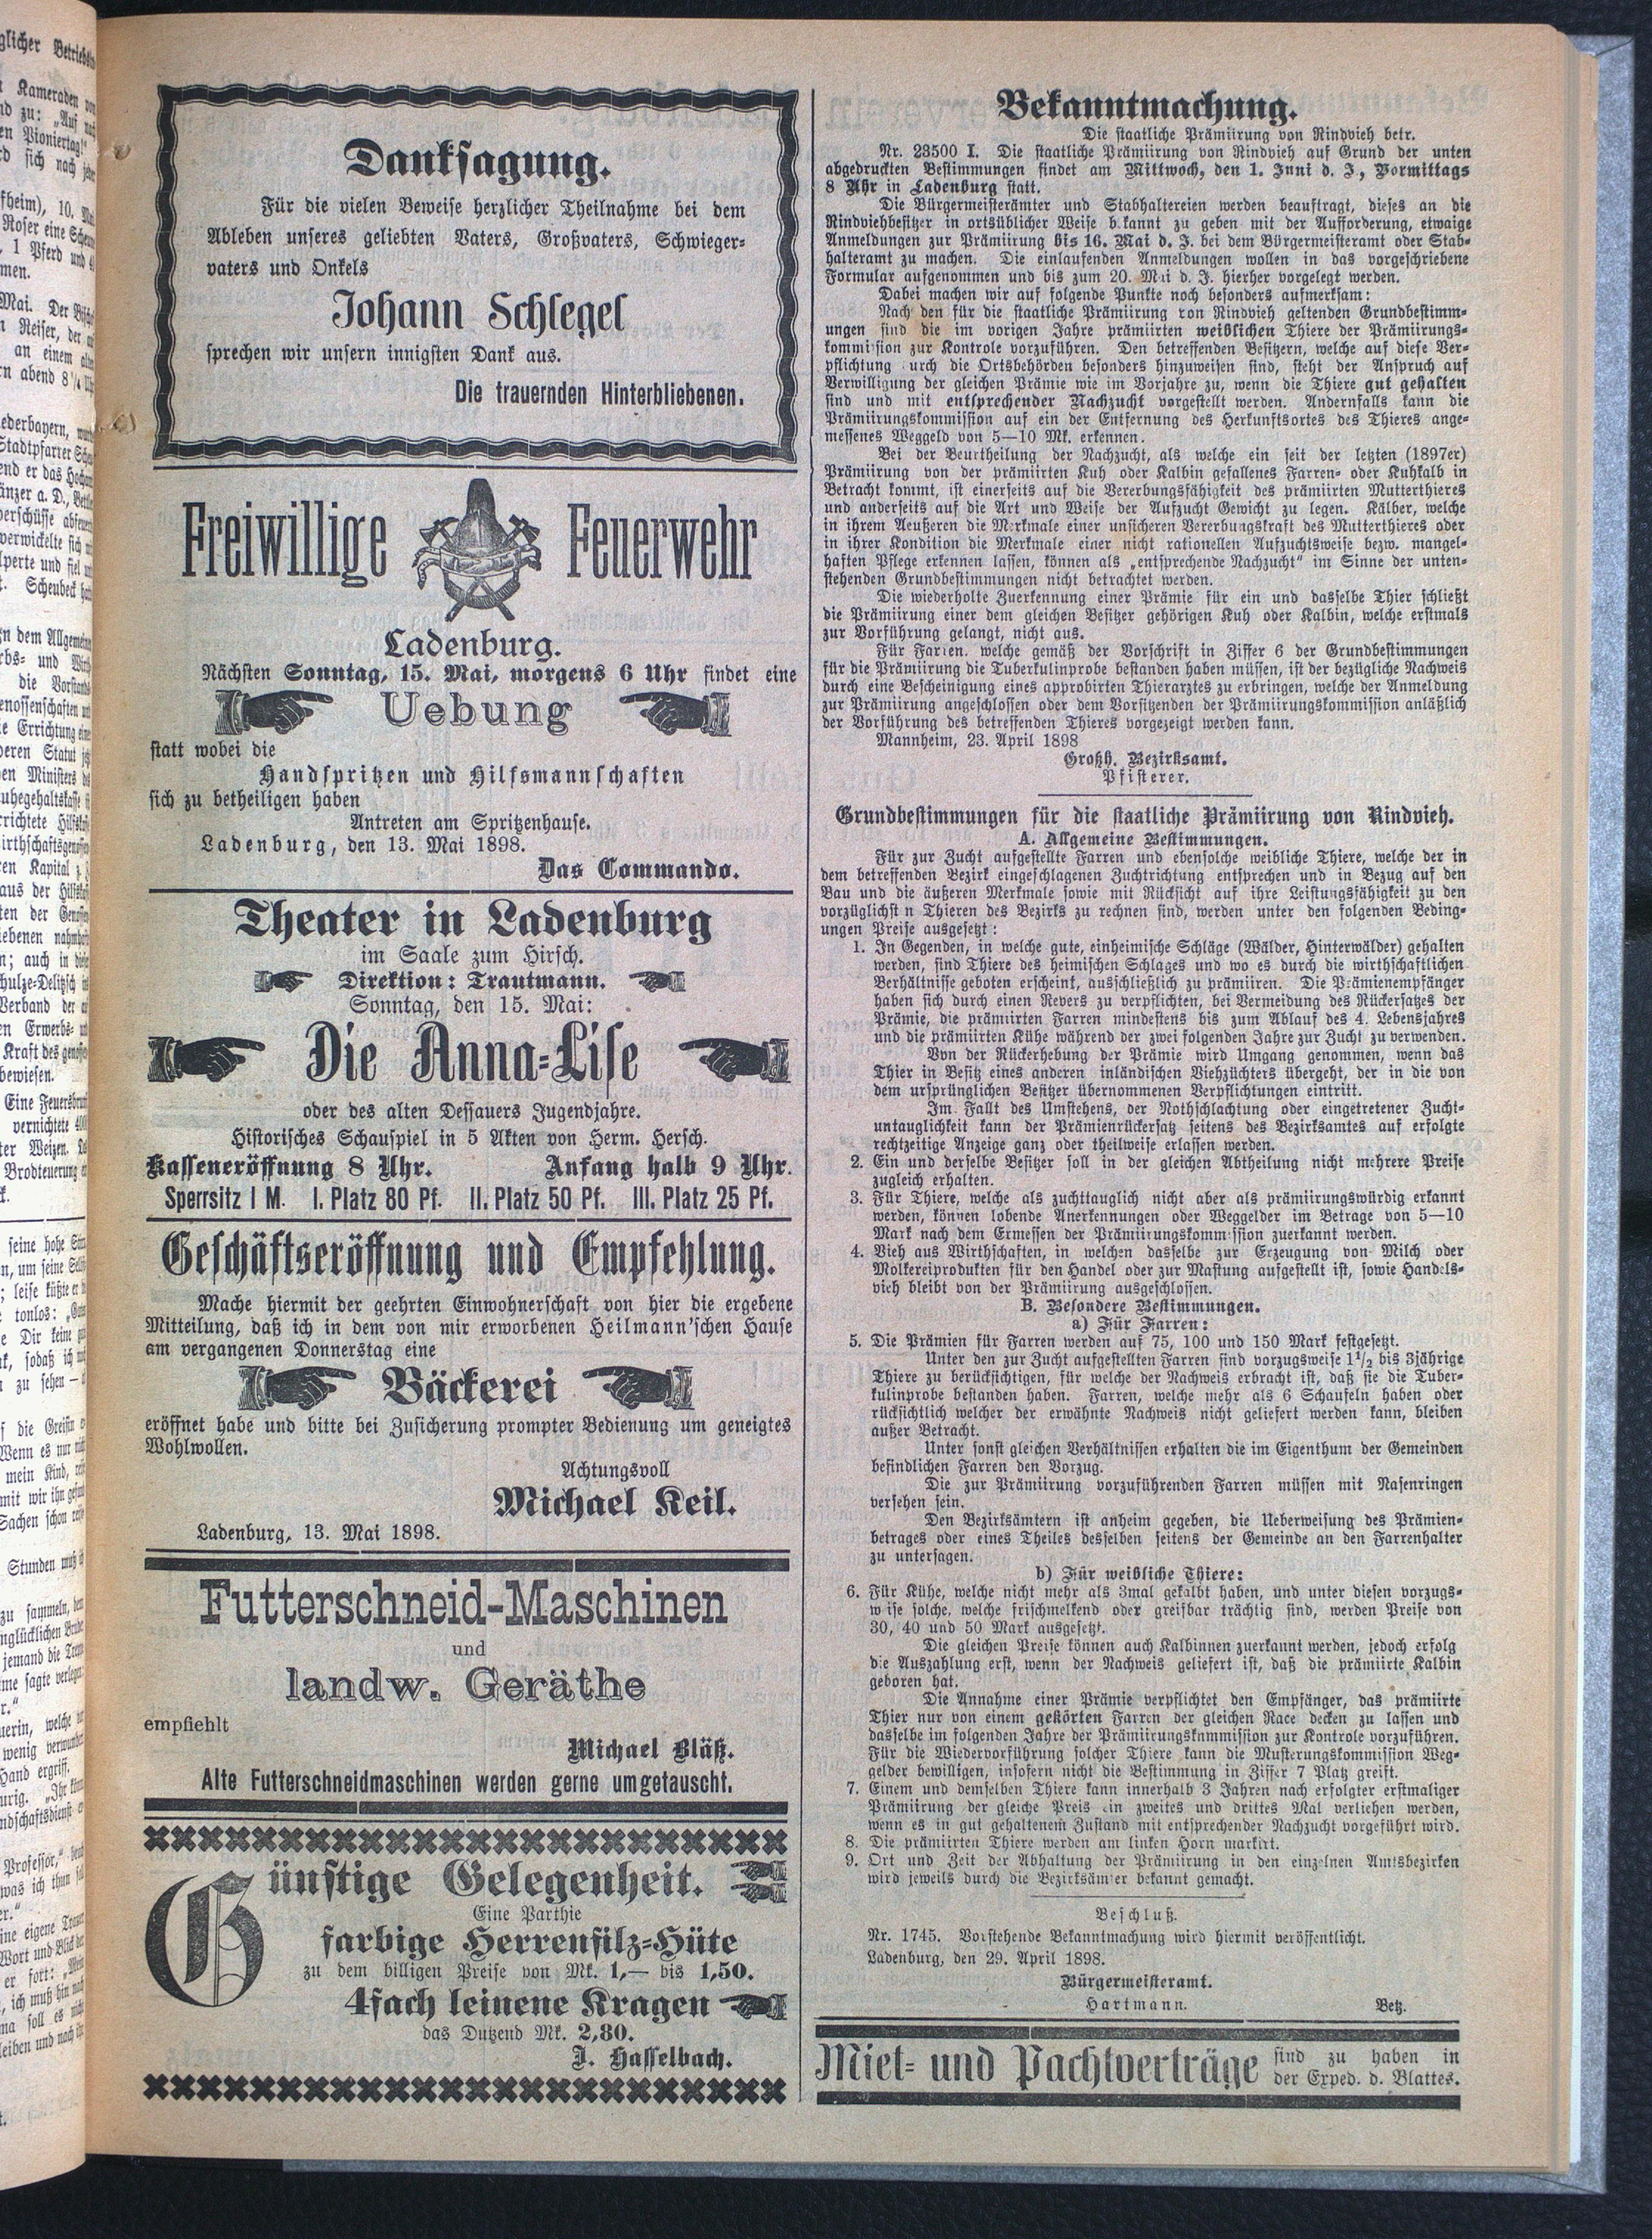 Danksagung.
Für die vielen Beweise herzlicher Theilnahme bei dem
Ableben unseres geliebten Vaters, Großvaters, Schwieger-
vaters und Onkels
Johann Schlegel
sprechen wir unsern innigsten Dank aus.
Die trauernden Hinterbliebenen.
Freiwillige Feuerwehr
Ladenburg.
Nächsten Sonntag, 15. Mai, morgens 6 Uhr findet eine
Uebung
statt wobei die
Handspritzen und Hilfsmannschaften
sich zu betheiligen haben
Antreten am Spritzenhause.
Ladenburg, den 13. Mai 1898.
Das Commando.
Theater in Ladenburg
im Saale zum Hirsch.
Direktion: Trautmann.
Sonntag, den 15. Mai:
Die Anna-Lise
oder des alten Dessauers Jugendjahre.
Historisches Schauspiel in 5 Akten von Herm. Hersch.
Kasseneröffnung 8 Uhr. Anfang halb 9 Uhr.
Sperrsitz 1 M. I. Platz 80 Pf. II. Platz 50 Pf. III. Platz 25 Pf.
Geschäftseröffnung und Empfehlung.
Mache hiermit der geehrten Einwohnerschaft von hier die ergebene
Mitteilung, daß ich in dem von mir erworbenen Heilmann'schen Hause
am vergangenen Donnerstag eine
Bäckerei
eröffnet habe und bitte bei Zusicherung prompter Bedienung um geneigtes
Wohlwollen.
Achtungsvoll
Michael Keil.
Ladenburg, 13. Mai 1898.
Futterschneid-Maschinen
und
landw. Geräthe
empfiehlt
Michael Bläß.
Alte Futterschneidmaschinen werden gerne umgetauscht.
Günstige Gelegenheit.
Eine Parthie
farbige Herrenfilz-Hüte
zu dem billigen Preise von Mk. 1,— bis 1,50.
4fach leinene Kragen
das Dutzend Mk. 2,80.
J. Hasselbach.
Bekanntmachung.
Die staatliche Prämiirung von Rindvieh betr.
Nr. 23500 I. Die staatliche Prämiirung von Rindvieh auf Grund der unten
abgedruckten Bestimmungen findet am Mittwoch, den 1. Juni d. J., Vormittags
8 Uhr in Ladenburg statt.
Die Bürgermeisterämter und Stabhaltereien werden beauftragt, dieses an die
Rindviehbesitzer in ortsüblicher Weise b kannt zu geben mit der Aufforderung, etwaige
Anmeldungen zur Prämiirung bis 16. Mai d. J. bei dem Bürgermeisteramt oder Stab-
halteramt zu machen. Die einlaufenden Anmeldungen wollen in das vorgeschriebene
Formular aufgenommen und bis zum 20. Mai d. J. hierher vorgelegt werden.
Dabei machen wir auf folgende Punkte noch besonders aufmerksam:
Nach den für die staatliche Prämiirung von Rindvieh geltenden Grundbestimm-
ungen sind die im vorigen Jahre prämiirten weiblichen Thiere der Prämiirungs-
kommission zur Kontrole vorzuführen. Den betreffenden Besitzern, welche auf diese Ver-
pflichtung durch die Ortsbehörden besonders hinzuweisen sind, steht der Anspruch auf
Verwilligung der gleichen Prämie wie im Vorjahre zu, wenn die Thiere gut gehalten
sind und mit entsprechender Nachzucht vorgestellt werden. Andernfalls kann die
Prämiirungskommission auf ein der Entfernung des Herkunftsortes des Thieres ange-
messenes Weggeld von 5—10 Mk. erkennen.
Bei der Beurtheilung der Nachzucht, als welche ein seit der letzten (1897er)
Prämiirung von der prämiirten Kuh oder Kalbin gefallenes Farren- oder Kuhkalb in
Betracht kommt, ist einerseits auf die Vererbungsfähigkeit des prämiirten Mutterthieres
und anderseits auf die Art und Weise der Aufzucht Gewicht zu legen. Kälber, welche
in ihrem Aeußeren die Merkmale einer unsicheren Vererbungskraft des Mutterthieres oder
in ihrer Kondition die Merkmale einer nicht rationellen Aufzuchtsweise bezw. mangel-
haften Pflege erkennen lassen, können als „entsprechende Nachzucht“ im Sinne der unten-
stehenden Grundbestimmungen nicht betrachtet werden.
Die wiederholte Zuerkennung einer Prämie für ein und dasselbe Thier schließt
die Prämiirung einer dem gleichen Besitzer gehörigen Kuh oder Kalbin, welche erstmals
zur Vorführung gelangt, nicht aus.
Für Farren, welche gemäß der Vorschrift in Ziffer 6 der Grundbestimmungen
für die Prämiirung die Tuberkulinprobe bestanden haben müssen, ist der bezügliche Nachweis
durch eine Bescheinigung eines approbirten Thierarztes zu erbringen, welche der Anmeldung
zur Prämiirung angeschlossen oder dem Vorsitzenden der Prämiirungskommission anläßlich
der Vorführung des betreffenden Thieres vorgezeigt werden kann.
Mannheim, 23. April 1898
Großh. Bezirksamt.
Pfisterer.
Grundbestimmungen für die staatliche Prämiirung von Rindvieh.
A. Allgemeine Bestimmungen.
Für zur Zucht aufgestellte Farren und ebensolche weibliche Thiere, welche der in
dem betreffenden Bezirk eingeschlagenen Zuchtrichtung entsprechen und in Bezug auf den
Bau und die äußeren Merkmale sowie mit Rücksicht auf ihre Leistungsfähigkeit zu den
vorzüglichst n Thieren des Bezirks zu rechnen sind, werden unter den folgenden Beding-
ungen Preise ausgesetzt:
1. In Gegenden, in welche gute, einheimische Schläge (Wälder, Hinterwälder) gehalten
werden, sind Thiere des heimischen Schlages und wo es durch die wirthschaftlichen
Verhältnisse geboten erscheint, ausschließlich zu prämiiren. Die Prämienempfänger
haben sich durch einen Revers zu verpflichten, bei Vermeidung des Rückersatzes der
Prämie, die prämiirten Farren mindestens bis zum Ablauf des 4. Lebensjahres
und die prämiirten Kühe während der zwei folgenden Jahre zur Zucht zu verwenden.
Von der Rückerhebung der Prämie wird Umgang genommen, wenn das
Thier in Besitz eines anderen inländischen Viehzüchters übergeht, der in die von
dem ursprünglichen Besitzer übernommenen Verpflichtungen eintritt.
Im Fallt des Umstehens, der Nothschlachtung oder eingetretener Zucht-
untauglichkeit kann der Prämienrückersatz seitens des Bezirksamtes auf erfolgte
rechtzeitige Anzeige ganz oder theilweise erlassen werden.
2. Ein und derselbe Besitzer soll in der gleichen Abtheilung nicht mehrere Preise
zugleich erhalten.
3. Für Thiere, welche als zuchttauglich nicht aber als prämiirungswürdig erkannt
werden, können lobende Anerkennungen oder Weggelder im Betrage von 5—10
Mark nach dem Ermessen der Prämiirungskomm ssion zuerkannt werden.
4. Vieh aus Wirthschaften, in welchen dasselbe zur Erzeugung von Milch oder
Molkereiprodukten für den Handel oder zur Mastung aufgestellt ist, sowie Handels-
vieh bleibt von der Prämiirung ausgeschlossen.
B. Besondere Bestimmungen.
a) Für Farren:
5. Die Prämien für Farren werden auf 75, 100 und 150 Mark festgesetzt.
Unter den zur Zucht aufgestellten Farren sind vorzugsweise 1½ bis 3jährige
Thiere zu berücksichtigen, für welche der Nachweis erbracht ist, daß sie die Tuber-
kulinprobe bestanden haben. Farren, welche mehr als 6 Schaufeln haben oder
rücksichtlich welcher der erwähnte Nachweis nicht geliefert werden kann, bleiben
außer Betracht.
Unter sonst gleichen Verhältnissen erhalten die im Eigenthum der Gemeinden
befindlichen Farren den Vorzug.
Die zur Prämiirung vorzuführenden Farren müssen mit Nasenringen
versehen sein.
Den Bezirksämtern ist anheim gegeben, die Ueberweisung des Prämien-
betrages oder eines Theiles desselben seitens der Gemeinde an den Farrenhalter
zu untersagen.
b) Für weibliche Thiere:
6. Für Kühe, welche nicht mehr als 3mal gekalbt haben, und unter diesen vorzugs-
w ise solche, welche frischmelkend oder greifbar trächtig sind, werden Preise von
30, 40 und 50 Mark ausgesetzt.
Die gleichen Preise können auch Kalbinnen zuerkannt werden, jedoch erfolg
die Auszahlung erst, wenn der Nachweis geliefert ist, daß die prämiirte Kalbin
geboren hat.
Die Annahme einer Prämie verpflichtet den Empfänger, das prämiirte
Thier nur von einem gekörten Farren der gleichen Race decken zu lassen und
dasselbe im folgenden Jahre der Prämiirungskmmission zur Kontrole vorzuführen.
Für die Wiedervorführung solcher Thiere kann die Musterungskommission Weg-
gelder bewilligen, insofern nicht die Bestimmung in Ziffer 7 Platz greift.
7. Einem und demselben Thiere kann innerhalb 3 Jahren nach erfolgter erstmaliger
Prämiirung der gleiche Preis ein zweites und drittes Mal verliehen werden,
wenn es in gut gehaltenem Zustand mit entsprechender Nachzucht vorgeführt wird.
8. Die prämiirten Thiere werden am linken Horn markirt.
9. Ort und Zeit der Abhaltung der Prämiirung in den einzelnen Amtsbezirken
wird jeweils durch die Bezirksämter bekannt gemacht.
Beschluß.
Nr. 1745. Vorstehende Bekanntmachung wird hiermit veröffentlicht.
Ladenburg, den 29. April 1898.
Bürgermeisteramt.
Hartmann. Betz.
Miet- und Pachtverträge sind zu haben in
der Exped. d. Blattes.